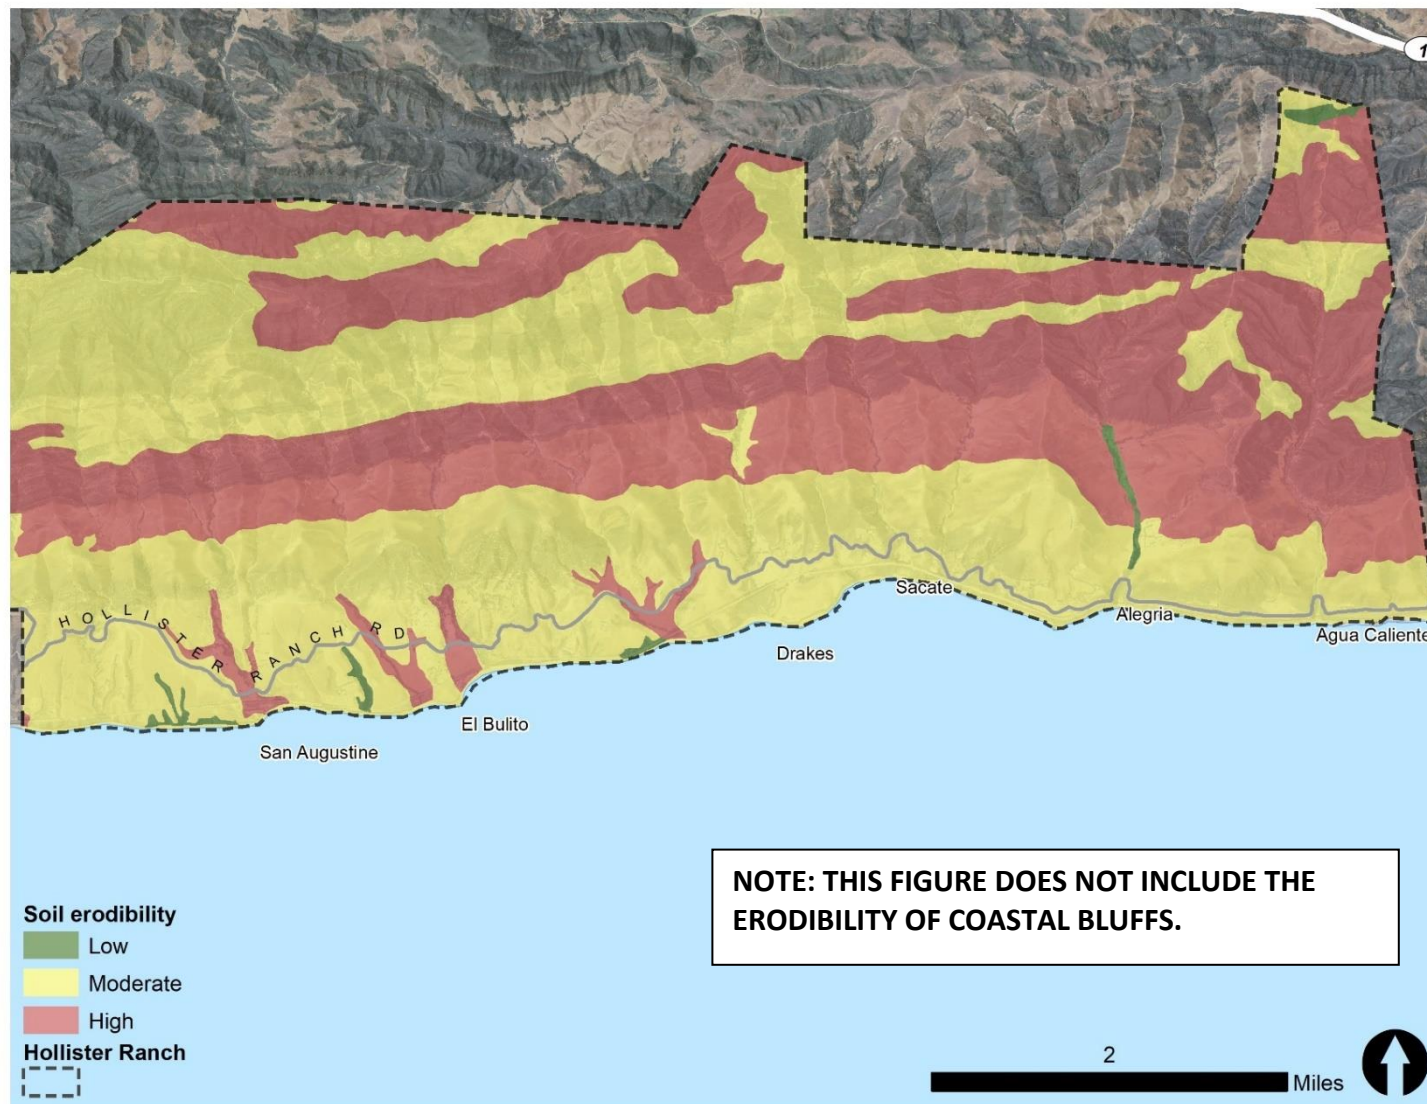 1
HOLLISTER RANCH RD
Sacate
Alegria
Agua Caliente
Drakes
El Bulito
San Augustine
NOTE: THIS FIGURE DOES NOT INCLUDE THE
ERODIBILITY OF COASTAL BLUFFS.
Soil erodibility
Low
Moderate
High
Hollister Ranch
2
Miles